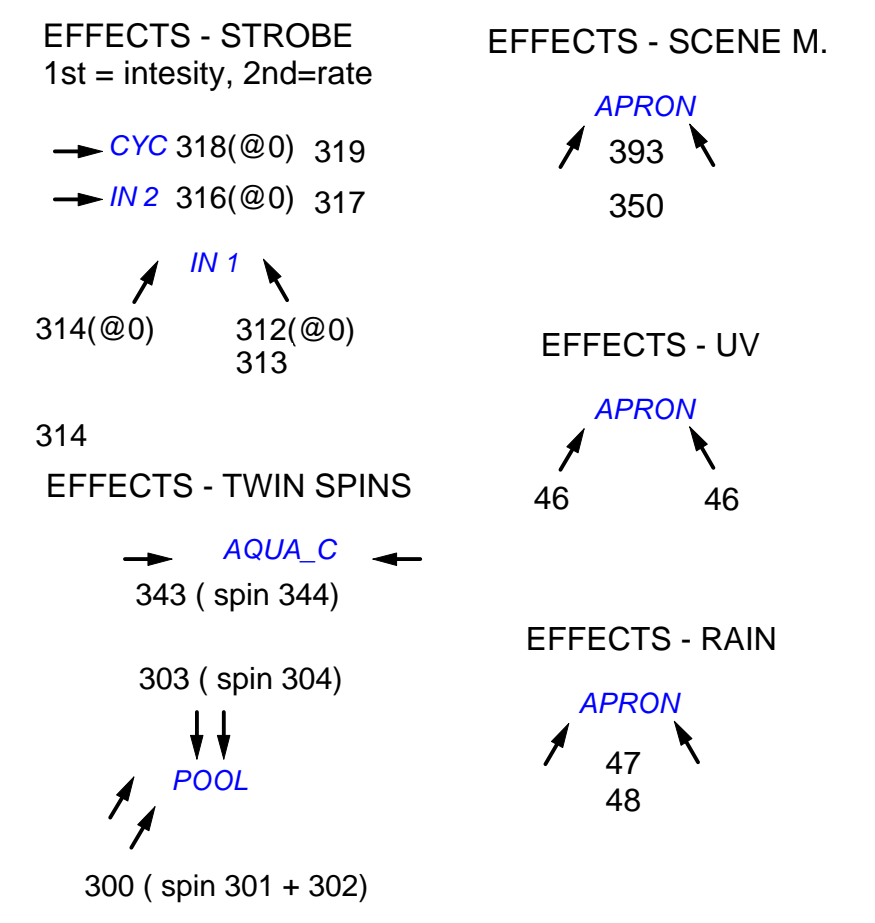 EFFECTS - STROBE
1st = intesity, 2nd=rate
CYC 318(@0) 319
IN 2 316(@0) 317
IN 1
314(@0) 312(@0)
313
314
EFFECTS - TWIN SPINS
AQUA_C
343 ( spin 344)
303 ( spin 304)
POOL
300 ( spin 301 + 302)
EFFECTS - SCENE M.
APRON
393
350
EFFECTS - UV
APRON
46 46
EFFECTS - RAIN
APRON
47
48